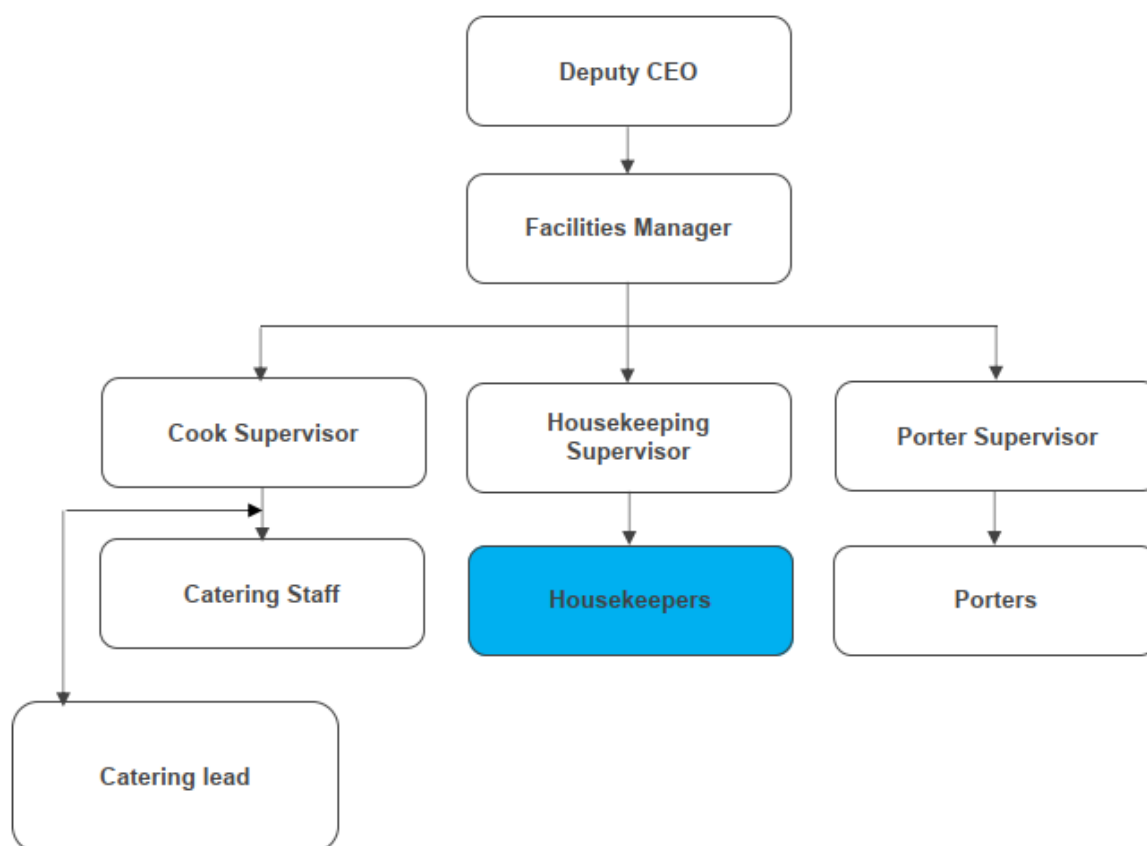 Deputy CEO
Facilities Manager
Cook Supervisor
Housekeeping
Supervisor
Porter Supervisor
Catering Staff
Housekeepers
Porters
Catering lead